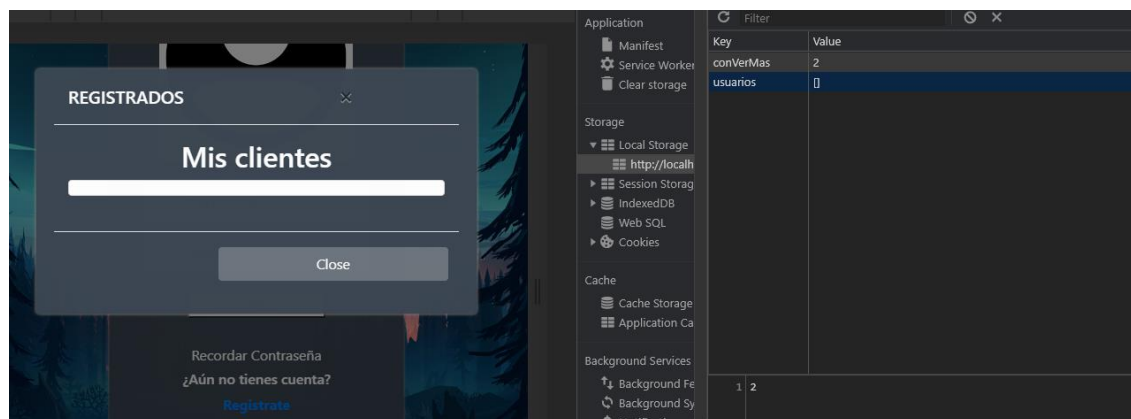 REGISTRADOS
×
Mis clientes
Close
Recordar Contraseña
¿Aún no tienes cuenta?
Registrate
Application
Manifest
Service Worker
Clear storage
Storage
Local Storage
http://localh
Session Storag
IndexedDB
Web SQL
Cookies
Cache
Cache Storage
Application Ca
Background Services
Background Fe
Background Sy
Filter
Key Value
conVerMas 2
usuarios []
1 2